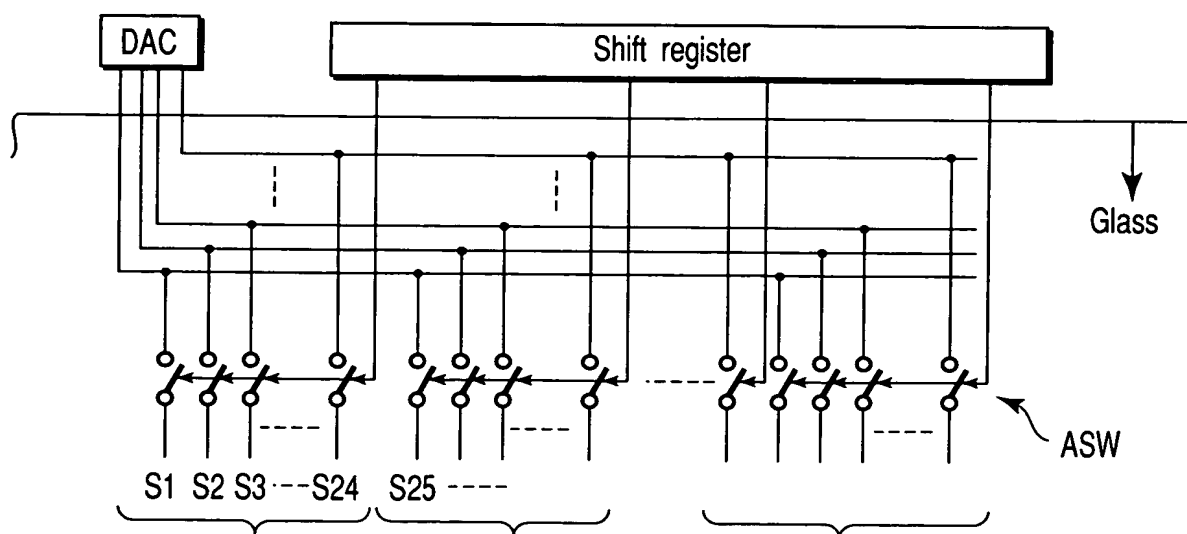 DAC
Shift register
Glass
ASW
S1 S2 S3 ----S24 S25 -----